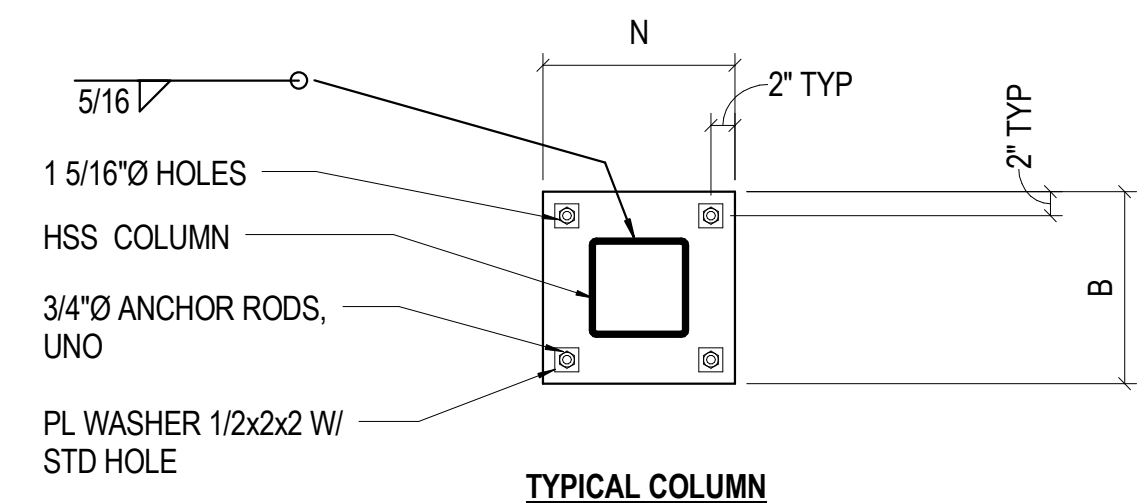 N
2" TYP
2" TYP
5/16
1 5/16"Ø HOLES
HSS COLUMN
3/4"Ø ANCHOR RODS,
UNO
B
PL WASHER 1/2x2x2 W/
STD HOLE
TYPICAL COLUMN